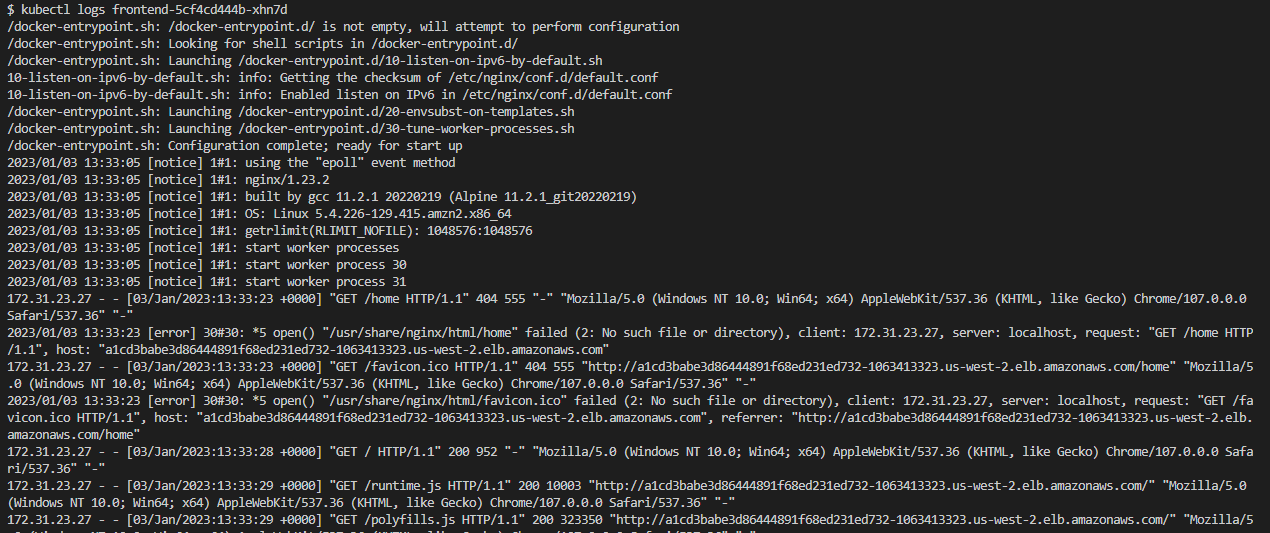 $ kubectl logs frontend-5cf4cd444b-xhn7d
/docker-entrypoint.sh: /docker-entrypoint.d/ is not empty, will attempt to perform configuration
/docker-entrypoint.sh: Looking for shell scripts in /docker-entrypoint.d/
/docker-entrypoint.sh: Launching /docker-entrypoint.d/10-listen-on-ipv6-by-default.sh
10-listen-on-ipv6-by-default.sh: info: Getting the checksum of /etc/nginx/conf.d/default.conf
10-listen-on-ipv6-by-default.sh: info: Enabled listen on IPv6 in /etc/nginx/conf.d/default.conf
/docker-entrypoint.sh: Launching /docker-entrypoint.d/20-envsubst-on-templates.sh
/docker-entrypoint.sh: Launching /docker-entrypoint.d/30-tune-worker-processes.sh
/docker-entrypoint.sh: Configuration complete; ready for start up
2023/01/03 13:33:05 [notice] 1#1: using the "epoll" event method
2023/01/03 13:33:05 [notice] 1#1: nginx/1.23.2
2023/01/03 13:33:05 [notice] 1#1: built by gcc 11.2.1 20220219 (Alpine 11.2.1_git20220219)
2023/01/03 13:33:05 [notice] 1#1: OS: Linux 5.4.226-129.415.amzn2.x86_64
2023/01/03 13:33:05 [notice] 1#1: getrlimit(RLIMIT_NOFILE): 1048576:1048576
2023/01/03 13:33:05 [notice] 1#1: start worker processes
2023/01/03 13:33:05 [notice] 1#1: start worker process 30
2023/01/03 13:33:05 [notice] 1#1: start worker process 31
172.31.23.27 - - [03/Jan/2023:13:33:23 +0000] "GET /home HTTP/1.1" 404 555 "-" "Mozilla/5.0 (Windows NT 10.0; Win64; x64) AppleWebKit/537.36 (KHTML, like Gecko) Chrome/107.0.0.0
Safari/537.36" "-"
2023/01/03 13:33:23 [error] 30#30: *5 open() "/usr/share/nginx/html/home" failed (2: No such file or directory), client: 172.31.23.27, server: localhost, request: "GET /home HTTP
/1.1", host: "a1cd3babe3d86444891f68ed231ed732-1063413323.us-west-2.elb.amazonaws.com"
172.31.23.27 - - [03/Jan/2023:13:33:23 +0000] "GET /favicon.ico HTTP/1.1" 404 555 "http://a1cd3babe3d86444891f68ed231ed732-1063413323.us-west-2.elb.amazonaws.com/home" "Mozilla/5
.0 (Windows NT 10.0; Win64; x64) AppleWebKit/537.36 (KHTML, like Gecko) Chrome/107.0.0.0 Safari/537.36" "-"
2023/01/03 13:33:23 [error] 30#30: *5 open() "/usr/share/nginx/html/favicon.ico" failed (2: No such file or directory), client: 172.31.23.27, server: localhost, request: "GET /fa
vicon.ico HTTP/1.1", host: "a1cd3babe3d86444891f68ed231ed732-1063413323.us-west-2.elb.amazonaws.com", referrer: "http://a1cd3babe3d86444891f68ed231ed732-1063413323.us-west-2.elb.
amazonaws.com/home"
172.31.23.27 - - [03/Jan/2023:13:33:28 +0000] "GET / HTTP/1.1" 200 952 "-" "Mozilla/5.0 (Windows NT 10.0; Win64; x64) AppleWebKit/537.36 (KHTML, like Gecko) Chrome/107.0.0.0 Safa
ri/537.36" "-"
172.31.23.27 - - [03/Jan/2023:13:33:29 +0000] "GET /runtime.js HTTP/1.1" 200 10003 "http://a1cd3babe3d86444891f68ed231ed732-1063413323.us-west-2.elb.amazonaws.com/" "Mozilla/5.0
(Windows NT 10.0; Win64; x64) AppleWebKit/537.36 (KHTML, like Gecko) Chrome/107.0.0.0 Safari/537.36" "-"
172.31.23.27 - - [03/Jan/2023:13:33:29 +0000] "GET /polyfills.js HTTP/1.1" 200 323350 "http://a1cd3babe3d86444891f68ed231ed732-1063413323.us-west-2.elb.amazonaws.com/" "Mozilla/5